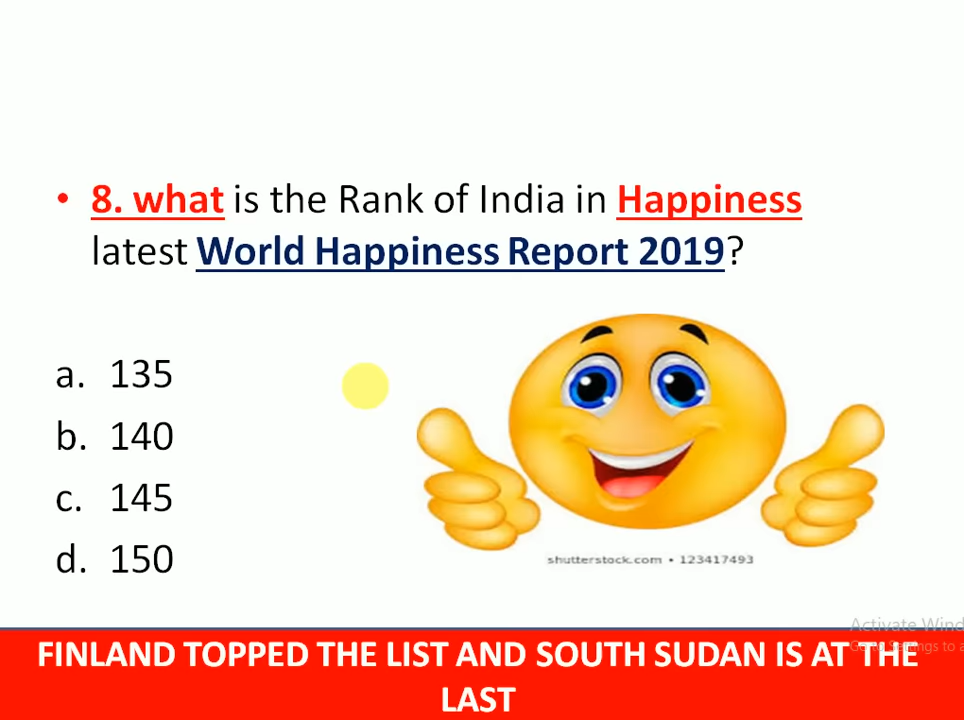 • 8. what is the Rank of India in Happiness
latest World Happiness Report 2019?
a. 135
b. 140
c. 145
d. 150
shutterstock.com • 123417493
Activate Wind
FINLAND TOPPED THE LIST AND SOUTH SUDAN IS AT THE
LAST